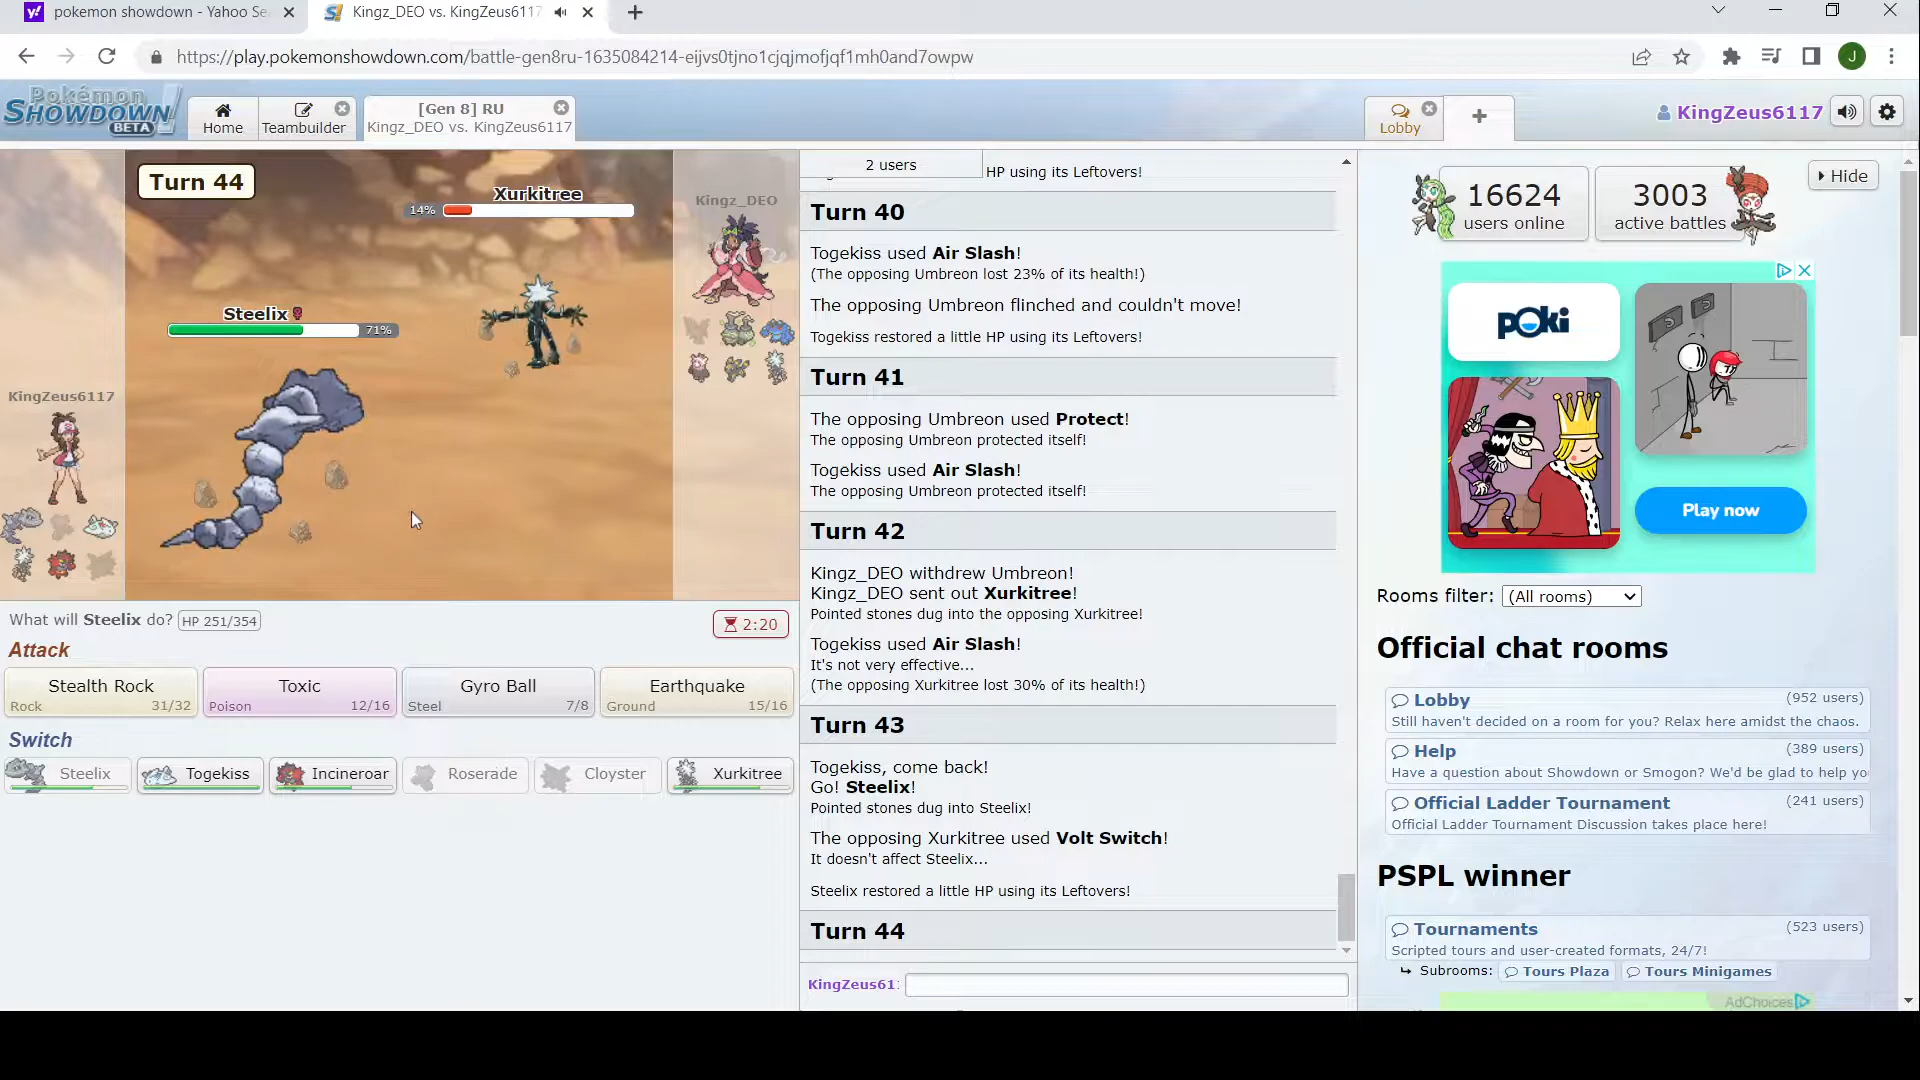 pokemon showdown - Yahoo Se
Kingz_DEO vs. KingZeus6117
https://play.pokemonshowdown.com/battle-gen8ru-1635084214-eijvs0tjno1cjqjmofjqf1mh0and7owpw
J
Pokémon
SHOWDOWN!
BETA
Home
Teambuilder
[Gen 8] RU
Kingz_DEO vs. KingZeus6117
Lobby
KingZeus6117
Turn 44
Xurkitree
14%
Steelix
71%
Kingz_DEO
KingZeus6117
What will Steelix do? HP 251/354
2:20
Attack
Stealth Rock
Rock 31/32
Toxic
Poison 12/16
Gyro Ball
Steel 7/8
Earthquake
Ground 15/16
Switch
Steelix
Togekiss
Incineroar
Roserade
Cloyster
Xurkitree
2 users
HP using its Leftovers!
Turn 40
Togekiss used Air Slash!
(The opposing Umbreon lost 23% of its health!)
The opposing Umbreon flinched and couldn't move!
Togekiss restored a little HP using its Leftovers!
Turn 41
The opposing Umbreon used Protect!
The opposing Umbreon protected itself!
Togekiss used Air Slash!
The opposing Umbreon protected itself!
Turn 42
Kingz_DEO withdrew Umbreon!
Kingz_DEO sent out Xurkitree!
Pointed stones dug into the opposing Xurkitree!
Togekiss used Air Slash!
It's not very effective...
(The opposing Xurkitree lost 30% of its health!)
Turn 43
Togekiss, come back!
Go! Steelix!
Pointed stones dug into Steelix!
The opposing Xurkitree used Volt Switch!
It doesn't affect Steelix...
Steelix restored a little HP using its Leftovers!
Turn 44
KingZeus61:
16624
users online
3003
active battles
Hide
poki
Play now
Rooms filter: (All rooms)
Official chat rooms
Lobby (952 users)
Still haven't decided on a room for you? Relax here amidst the chaos.
Help (389 users)
Have a question about Showdown or Smogon? We'd be glad to help yo
Official Ladder Tournament (241 users)
Official Ladder Tournament Discussion takes place here!
PSPL winner
Tournaments (523 users)
Scripted tours and user-created formats, 24/7!
Subrooms: Tours Plaza Tours Minigames
AdChoices